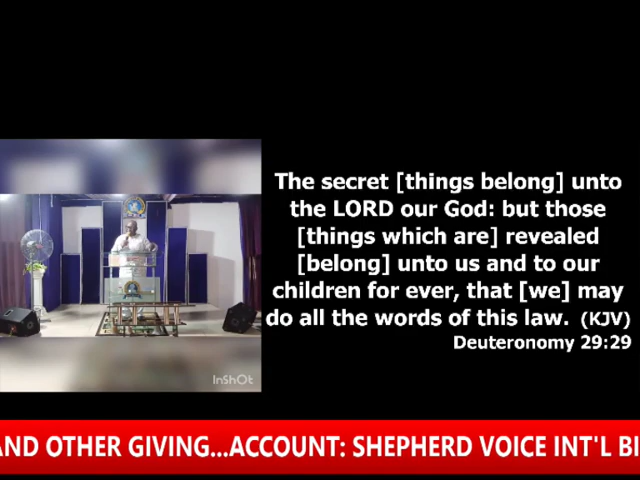 The secret [things belong] unto
the LORD our God: but those
[things which are] revealed
[belong] unto us and to our
children for ever, that [we] may
do all the words of this law. (KJV)
Deuteronomy 29:29
InShOt
AND OTHER GIVING...ACCOUNT: SHEPHERD VOICE INT'L BI